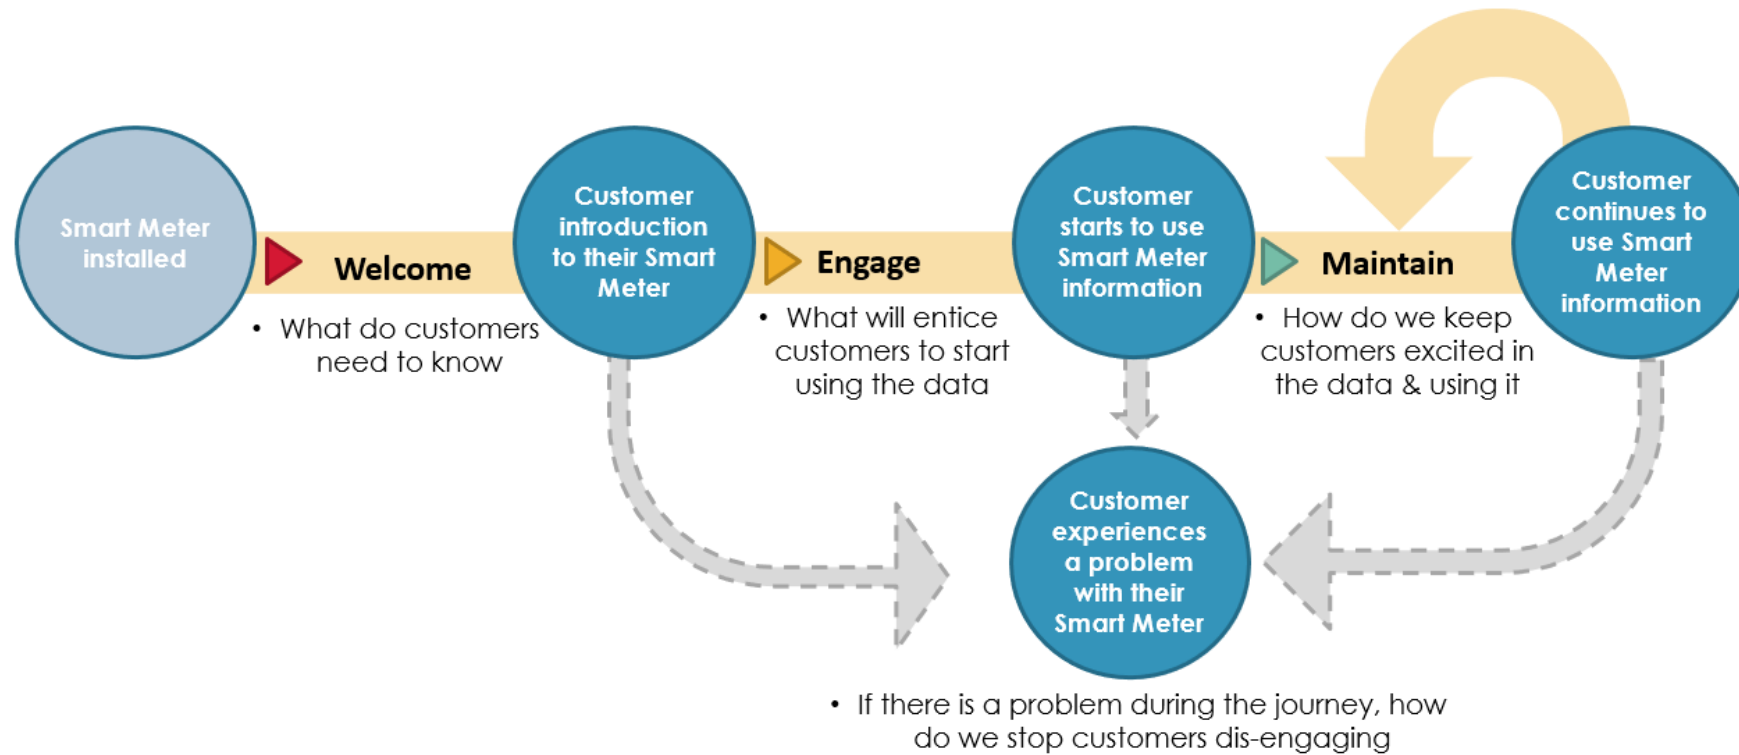 Smart Meter
installed
Welcome
• What do customers
need to know
Customer
introduction
to their Smart
Meter
Engage
• What will entice
customers to start
using the data
Customer
starts to use
Smart Meter
information
Maintain
• How do we keep
customers excited in
the data & using it
Customer
continues to
use Smart
Meter
information
Customer
experiences
a problem
with their
Smart Meter
• If there is a problem during the journey, how
do we stop customers dis-engaging